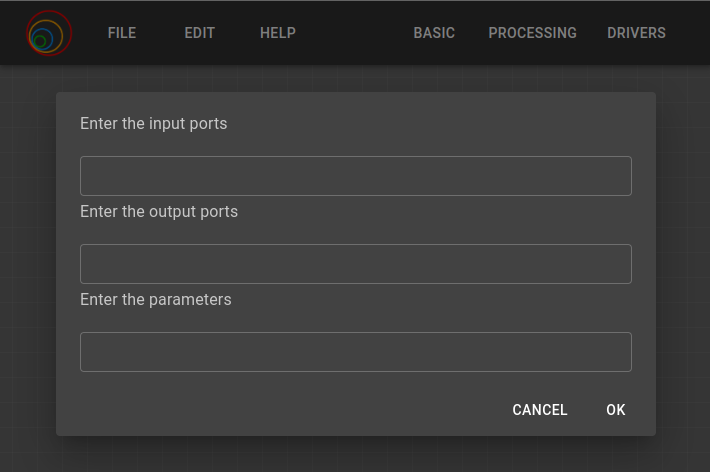 FILE EDIT HELP BASIC PROCESSING DRIVERS
Enter the input ports
Enter the output ports
Enter the parameters
CANCEL OK